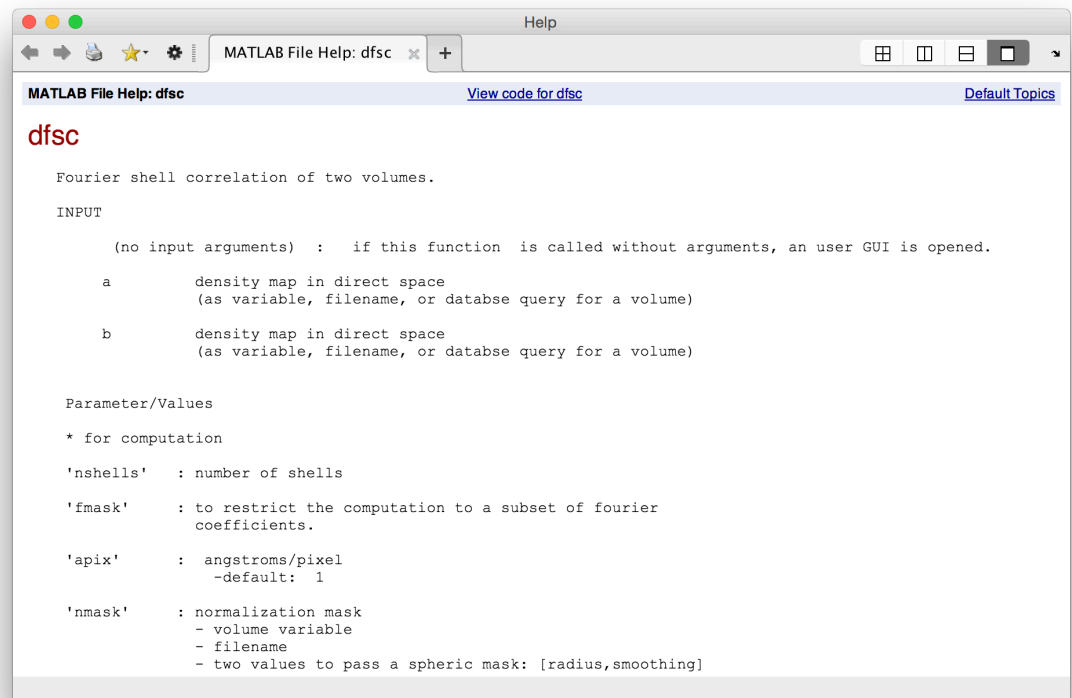 Help
MATLAB File Help: dfsc
MATLAB File Help: dfsc View code for dfsc Default Topics
dfsc
Fourier shell correlation of two volumes.
INPUT
(no input arguments) : if this function is called without arguments, an user GUI is opened.
a density map in direct space
(as variable, filename, or databse query for a volume)
b density map in direct space
(as variable, filename, or databse query for a volume)
Parameter/Values
* for computation
'nshells' : number of shells
'fmask' : to restrict the computation to a subset of fourier
coefficients.
'apix' : angstroms/pixel
-default: 1
'nmask' : normalization mask
- volume variable
- filename
- two values to pass a spheric mask: [radius,smoothing]